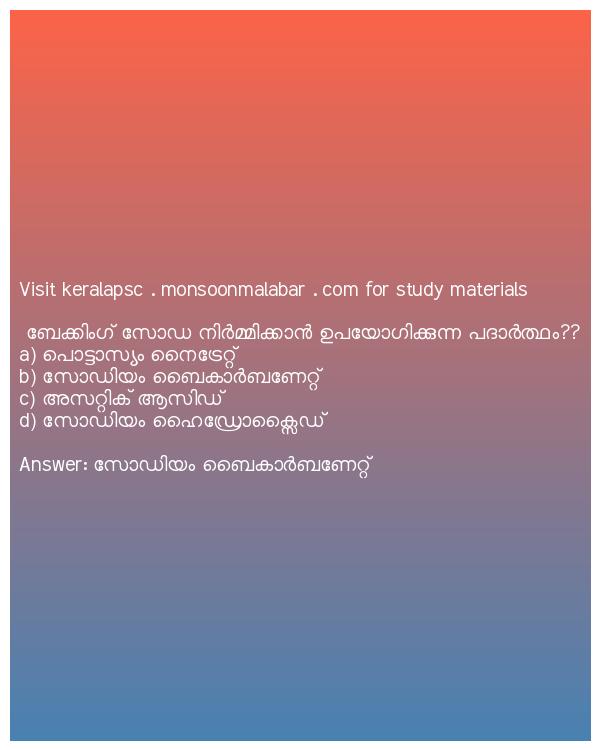 Visit keralapsc . monsoonmalabar . com for study materials
ബേക്കിംഗ് സോഡ നിർമ്മിക്കാൻ ഉപയോഗിക്കുന്ന പദാർത്ഥം??
a) പൊട്ടാസ്യം നൈട്രേറ്റ്
b) സോഡിയം ബൈകാർബണേറ്റ്
c) അസറ്റിക് ആസിഡ്
d) സോഡിയം ഹൈഡ്രോക്സൈഡ്
Answer: സോഡിയം ബൈകാർബണേറ്റ്